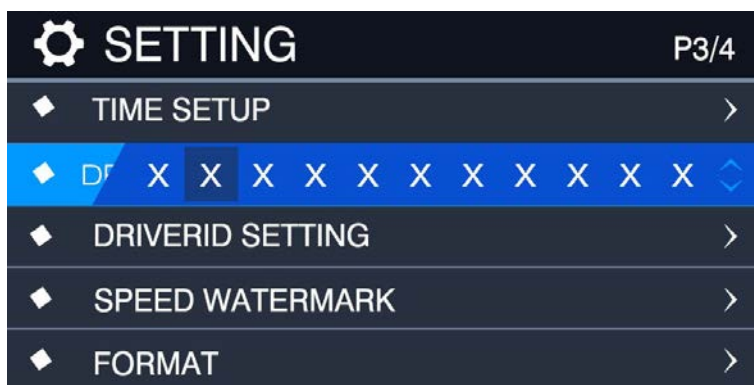 SETTING P3/4
TIME SETUP
X X X X X X X X X X X
DRIVERID SETTING
SPEED WATERMARK
FORMAT